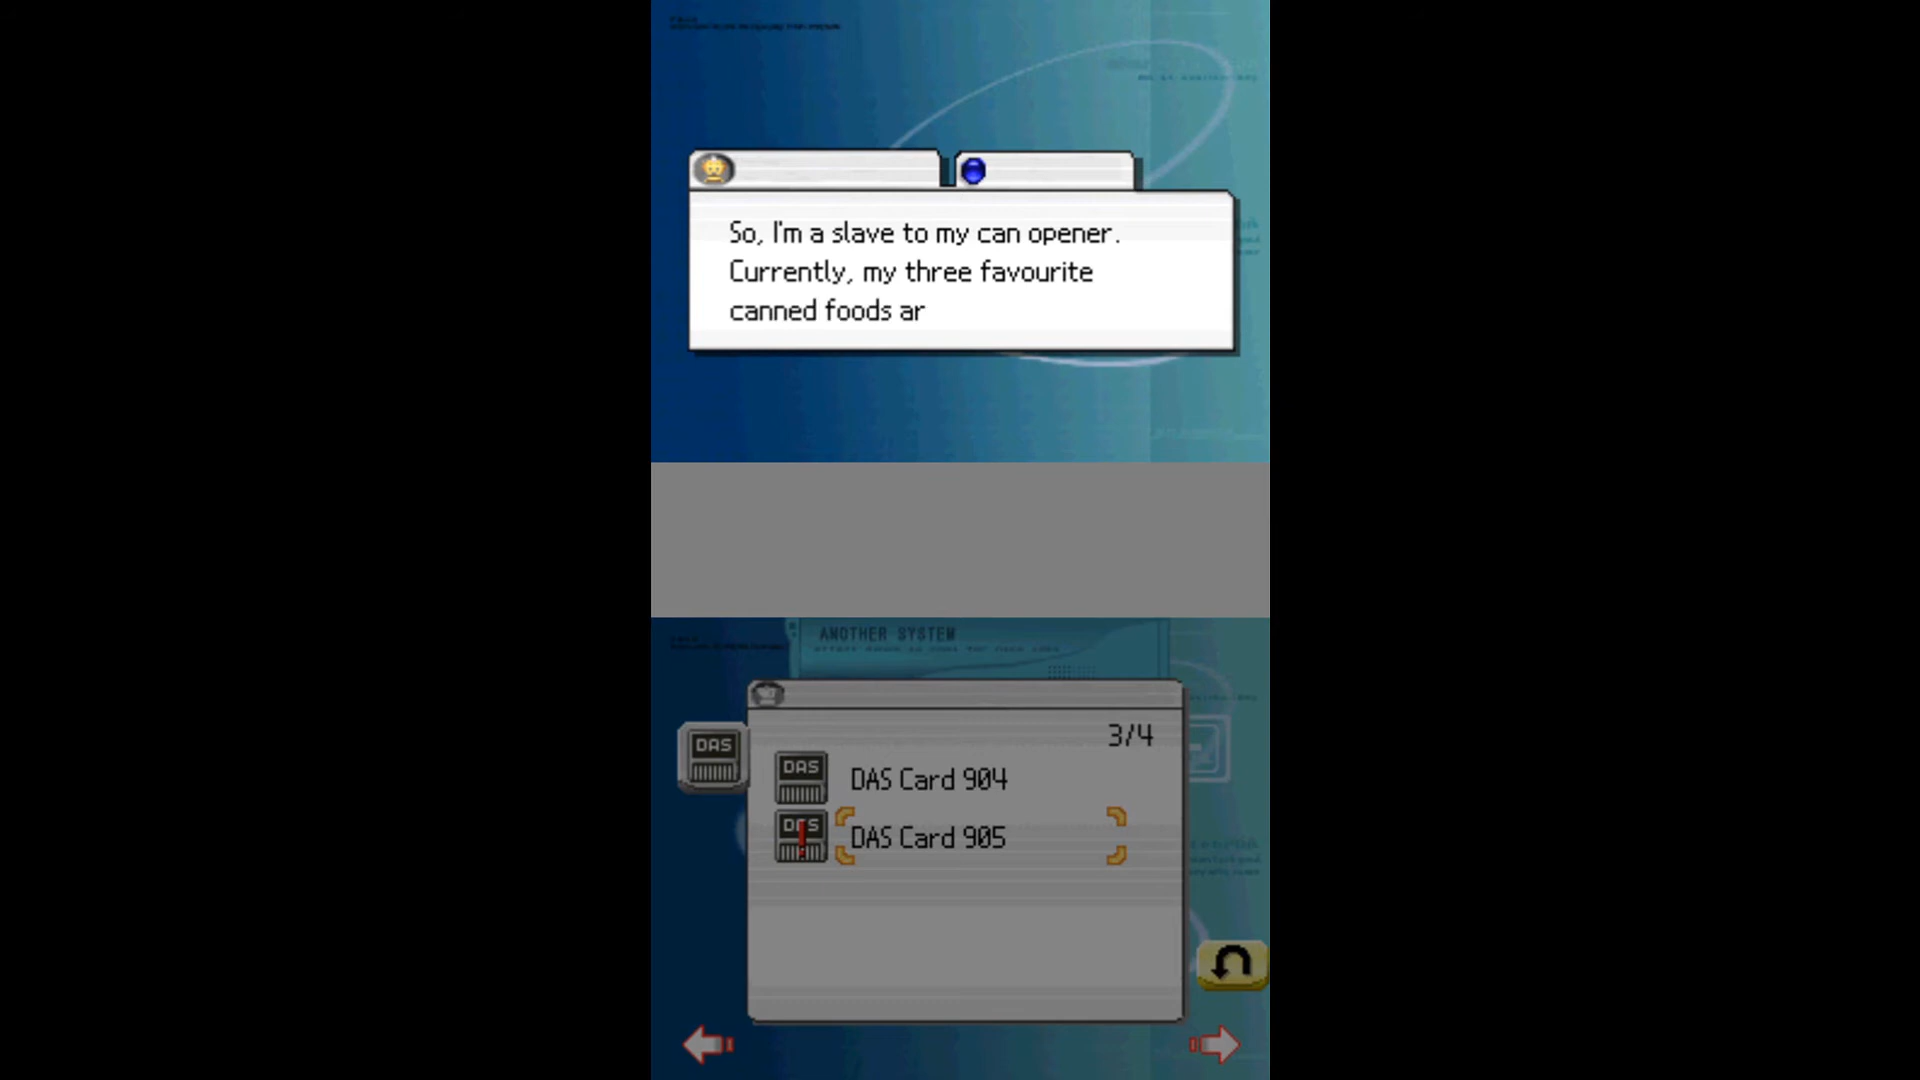 So, I'm a slave to my can opener.
Currently, my three favourite
canned foods ar
ANOTHER SYSTEM
3/4
DAS
DAS
DAS Card 904
DAS
DAS Card 905